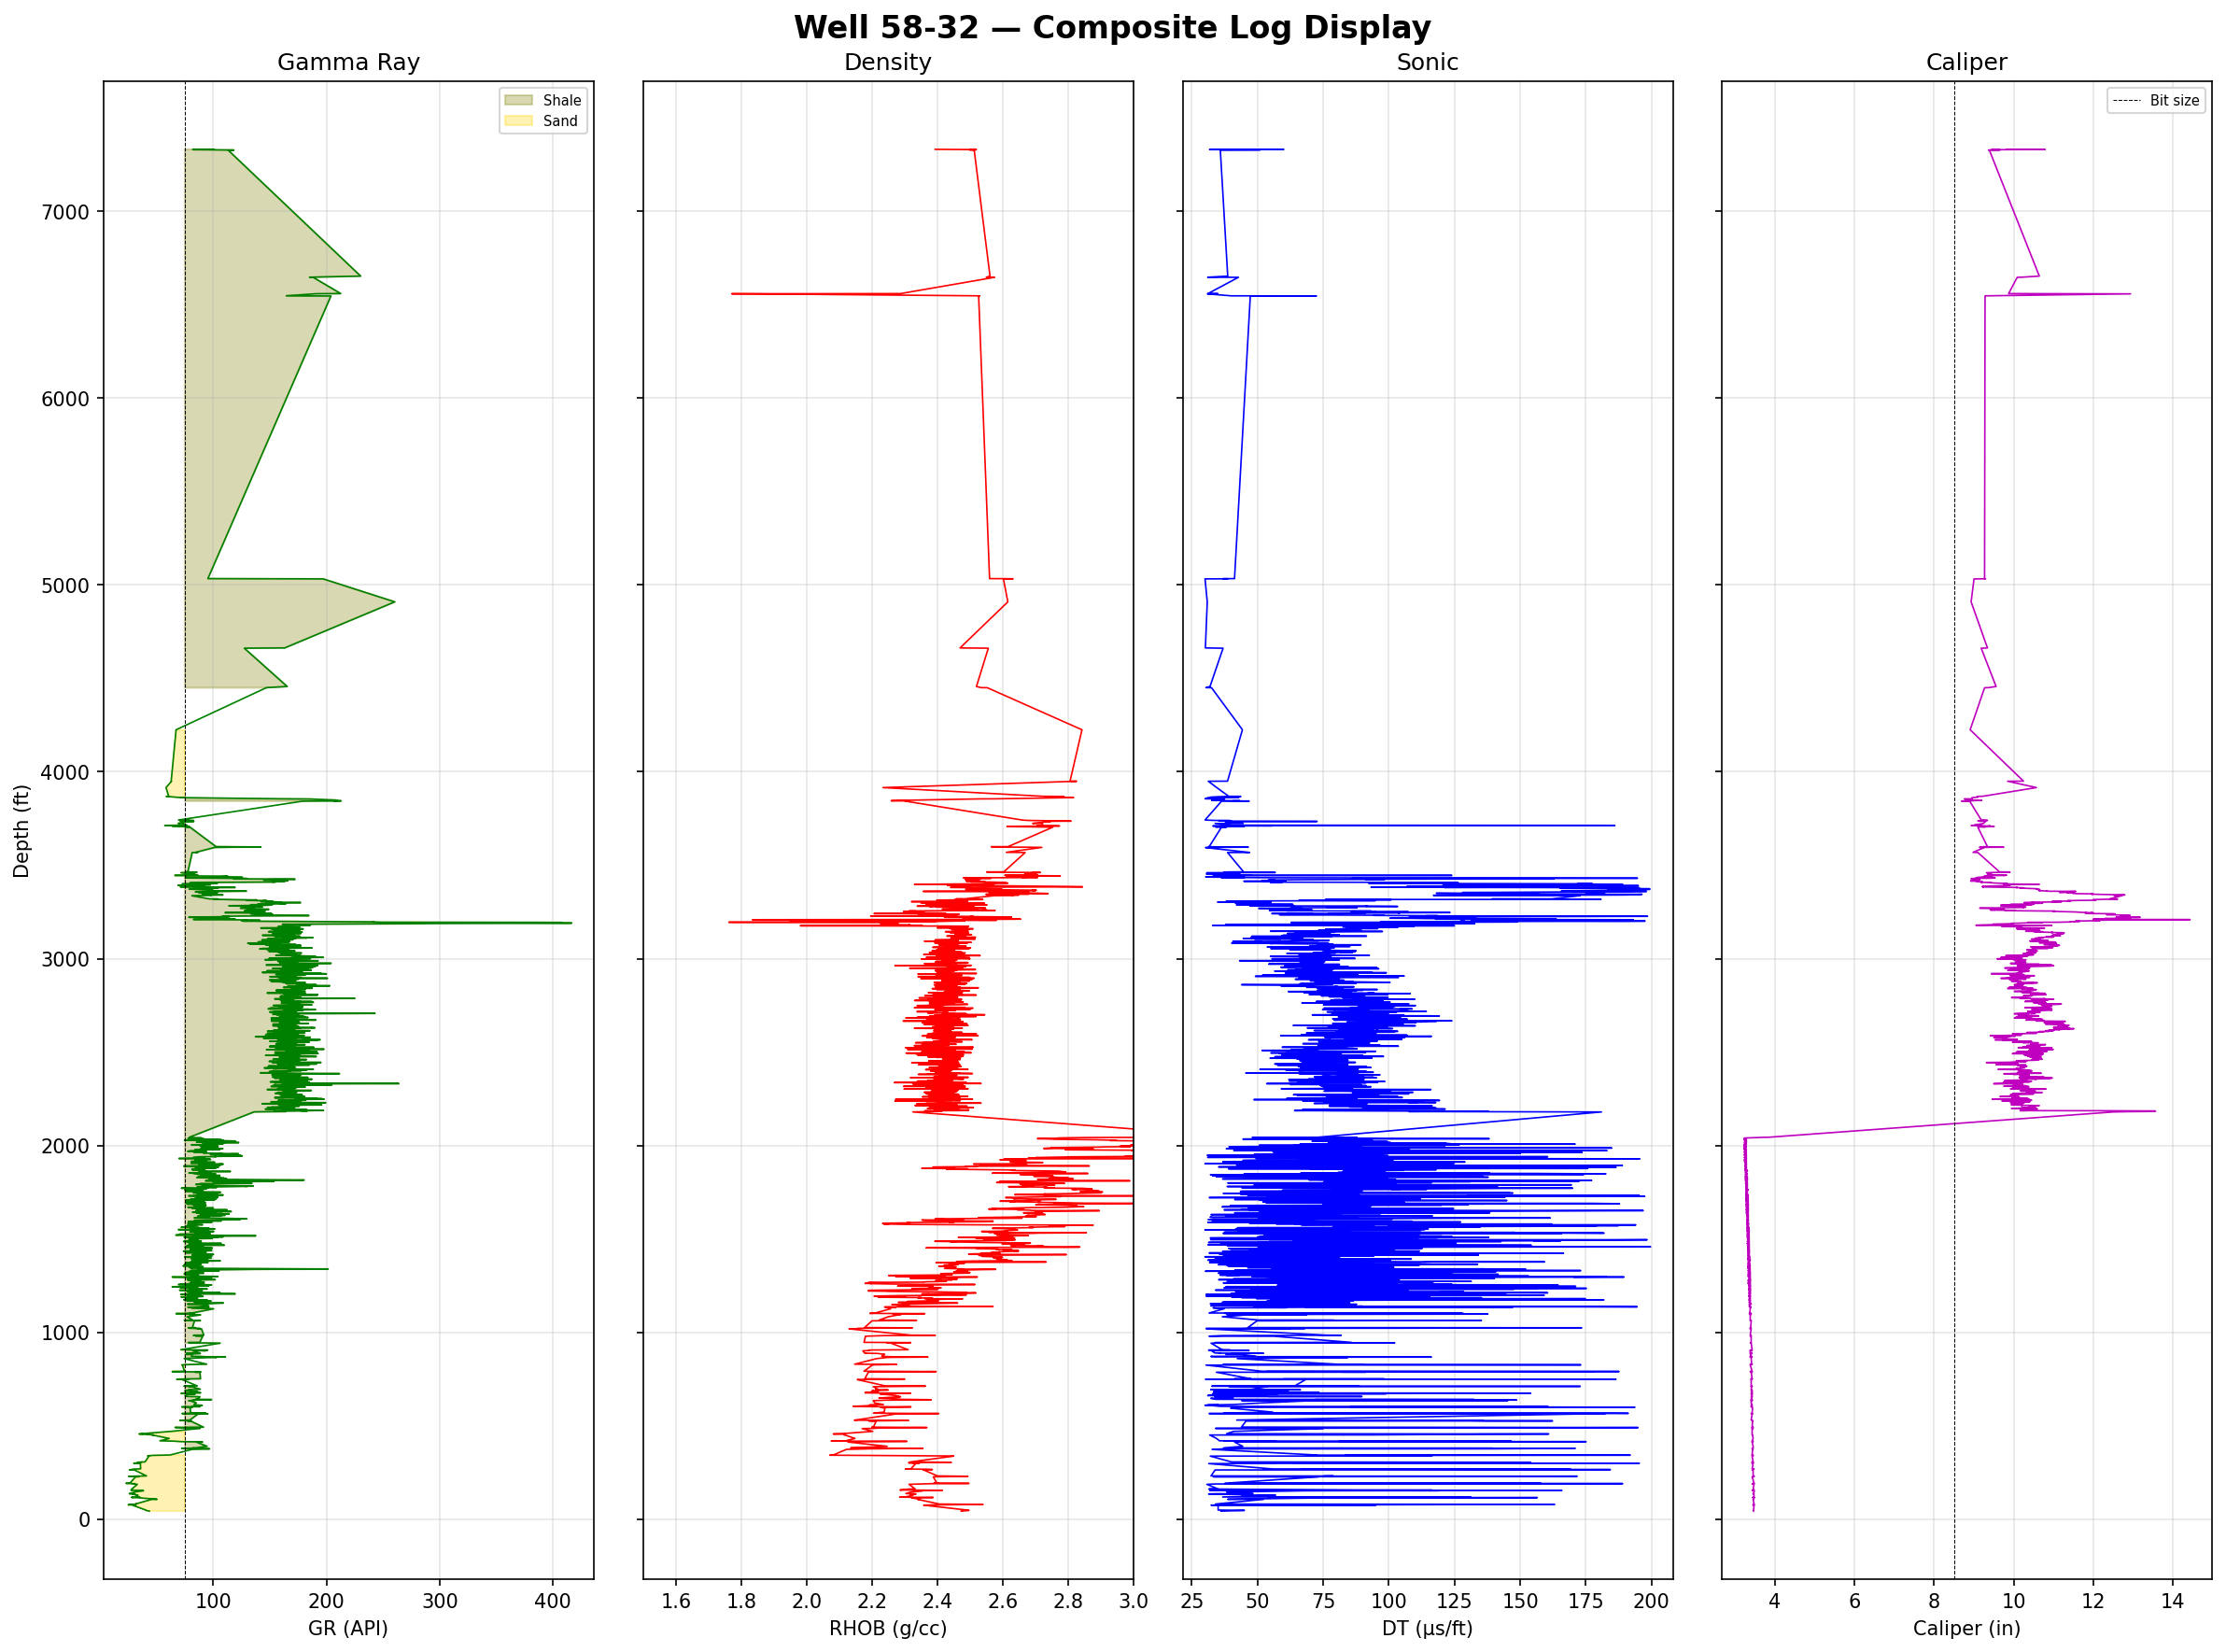 Well 58-32 — Composite Log Display
Gamma Ray
Density
Sonic
Caliper
Shale
Sand
Bit size
Depth (ft)
7000
6000
5000
4000
3000
2000
1000
0
100 200 300 400
1.6 1.8 2.0 2.2 2.4 2.6 2.8 3.0
25 50 75 100 125 150 175 200
4 6 8 10 12 14
GR (API)
RHOB (g/cc)
DT (μs/ft)
Caliper (in)